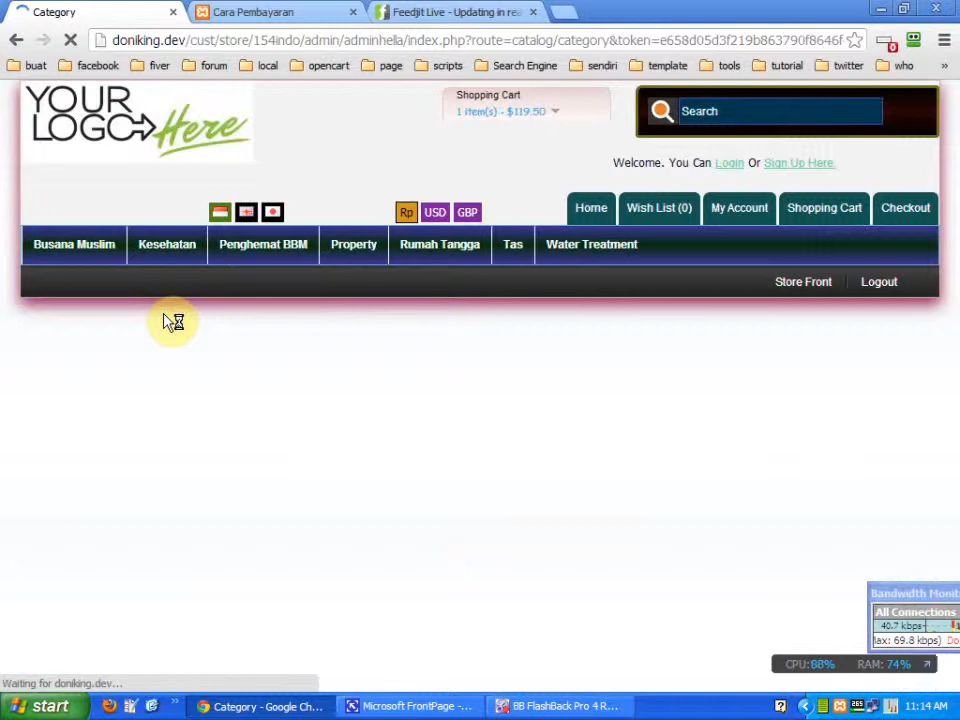 Category
Cara Pembayaran
Feedjit Live - Updating in rea
doniking.dev/cust/store/154indo/admin/adminhella/index.php?route=catalog/category&token=e658d05d3f219b863790f8646f
buat
facebook
fiver
forum
local
opencart
page
scripts
Search Engine
sendiri
template
tools
tutorial
twitter
who
»
YOUR
LOGO Here
Shopping Cart
1 item(s) - $119.50
Search
Welcome. You Can Login Or Sign Up Here.
Rp
USD
GBP
Home
Wish List (0)
My Account
Shopping Cart
Checkout
Busana Muslim
Kesehatan
Penghemat BBM
Property
Rumah Tangga
Tas
Water Treatment
Store Front
Logout
Bandwidth Monit
All Connections
40.7 kbps
Max: 69.8 kbps) Do
CPU:88%
RAM: 74%
Waiting for doniking.dev...
start
Category - Google Ch...
Microsoft FrontPage -...
BB FlashBack Pro 4 R...
265
11:14 AM